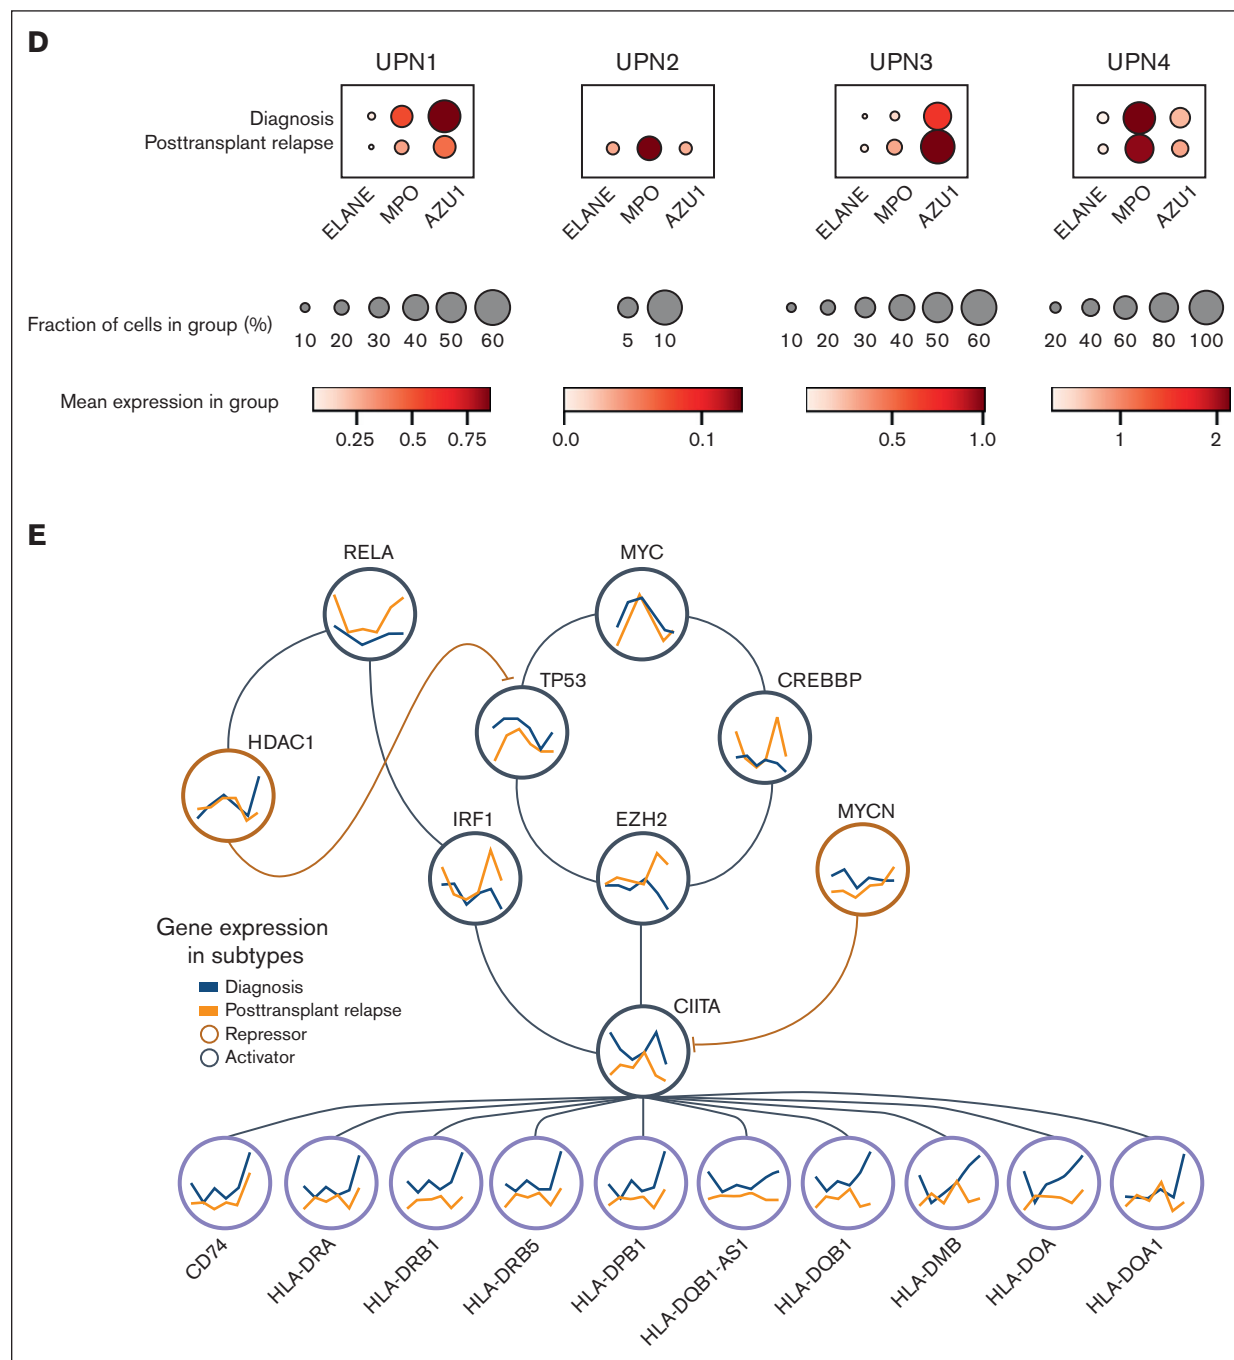 D
UPN1 UPN2 UPN3 UPN4
Diagnosis
Posttransplant relapse
ELANE MPO AZU1 ELANE MPO AZU1 ELANE MPO AZU1 ELANE MPO AZU1
Fraction of cells in group (%)
10 20 30 40 50 60 5 10 10 20 30 40 50 60 20 40 60 80 100
Mean expression in group
0.25 0.5 0.75 0.0 0.1 0.5 1.0 1 2
E
RELA MYC
TP53 CREBBP
HDAC1
IRF1 EZH2 MYCN
Gene expression
in subtypes
Diagnosis
Posttransplant relapse
Repressor
Activator
CIITA
CD74 HLA-DRA HLA-DRB1 HLA-DRB5 HLA-DPB1 HLA-DQB1-AS1 HLA-DQB1 HLA-DMB HLA-DOA HLA-DQA1